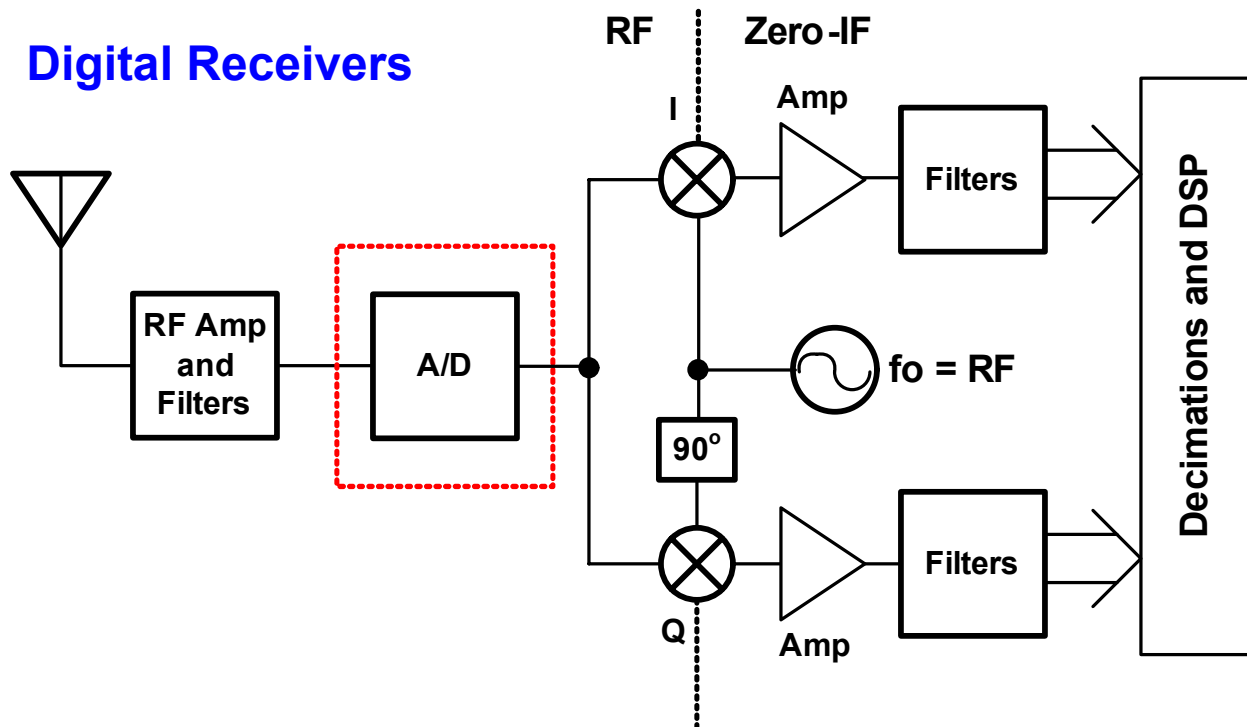 Digital Receivers
RF
Zero-IF
I
Amp
Filters
RF Amp
and
Filters
A/D
fo = RF
90°
Q
Amp
Filters
Decimations and DSP